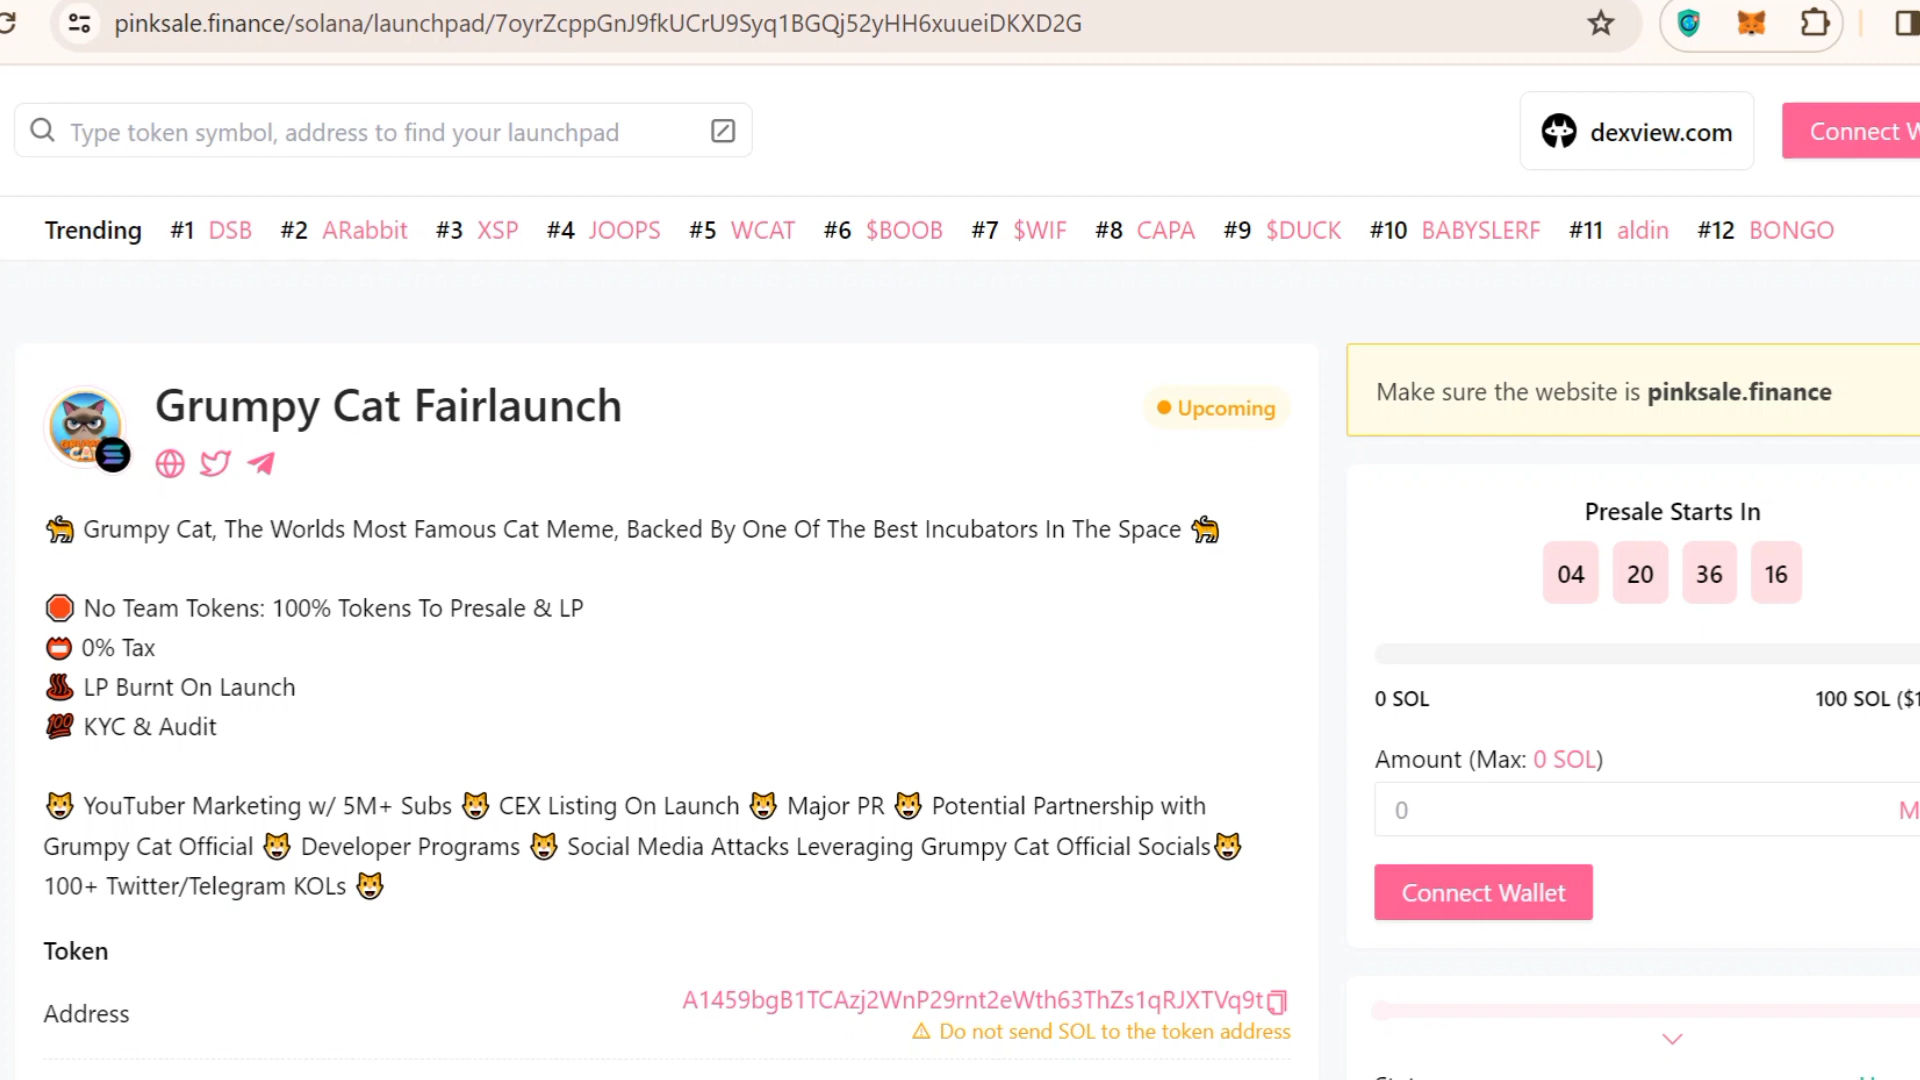 pinksale.finance/solana/launchpad/7oyrZcppGnJ9fkUCrU9Syq1BGQj52yHH6xuueiDKXD2G
Type token symbol, address to find your launchpad
dexview.com
Connect W
Trending #1 DSB #2 ARabbit #3 XSP #4 JOOPS #5 WCAT #6 $BOOB #7 $WIF #8 CAPA #9 $DUCK #10 BABYSLERF #11 aldin #12 BONGO
Grumpy Cat Fairlaunch
Upcoming
Grumpy Cat, The Worlds Most Famous Cat Meme, Backed By One Of The Best Incubators In The Space
No Team Tokens: 100% Tokens To Presale & LP
0% Tax
LP Burnt On Launch
KYC & Audit
YouTuber Marketing w/ 5M+ Subs CEX Listing On Launch Major PR Potential Partnership with
Grumpy Cat Official Developer Programs Social Media Attacks Leveraging Grumpy Cat Official Socials
100+ Twitter/Telegram KOLs
Token
Address
A1459bgB1TCAzj2WnP29rnt2eWth63ThZs1qRJXTVq9t
Do not send SOL to the token address
Make sure the website is pinksale.finance
Presale Starts In
04 20 36 16
0 SOL
100 SOL ($1
Amount (Max: 0 SOL)
0
M
Connect Wallet